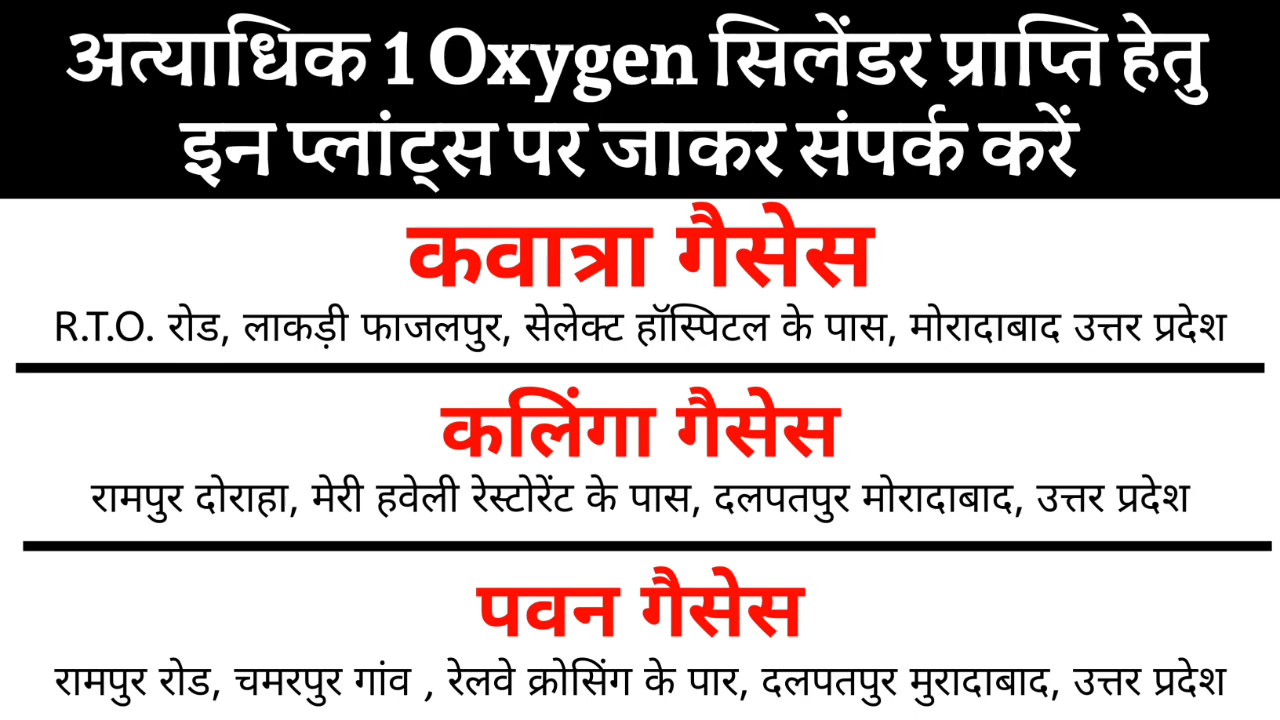 अत्याधिक 1 Oxygen सिलेंडर प्राप्ति हेतु
इन प्लांट्स पर जाकर संपर्क करें
कवात्रा गैसेस
R.T.O. रोड, लाकड़ी फाजलपुर, सेलेक्ट हॉस्पिटल के पास, मोरादाबाद उत्तर प्रदेश
कलिंगा गैसेस
रामपुर दोराहा, मेरी हवेली रेस्टोरेंट के पास, दलपतपुर मोरादाबाद, उत्तर प्रदेश
पवन गैसेस
रामपुर रोड, चमरपुर गांव , रेलवे क्रोसिंग के पार, दलपतपुर मुरादाबाद, उत्तर प्रदेश